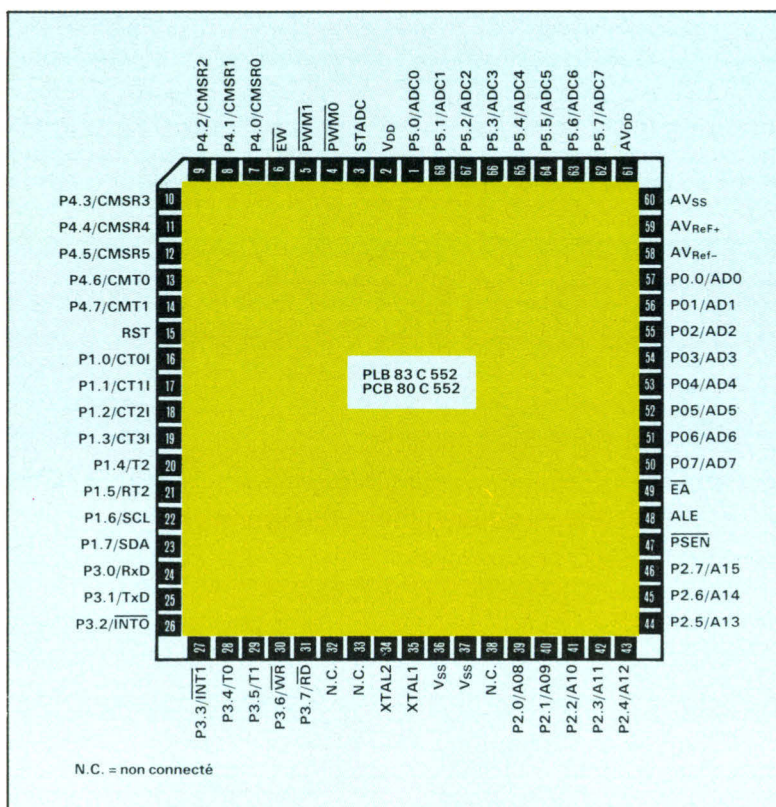 P4.2/CMSR2
P4.1/CMSR1
P4.0/CMSR0
E̅W̅
P̅W̅M̅1̅
P̅W̅M̅0̅
STADC
VDD
P5.0/ADC0
P5.1/ADC1
P5.2/ADC2
P5.3/ADC3
P5.4/ADC4
P5.5/ADC5
P5.6/ADC6
P5.7/ADC7
AVDD
9 8 7 6 5 4 3 2 1 68 67 66 65 64 63 62 61
P4.3/CMSR3 10
P4.4/CMSR4 11
P4.5/CMSR5 12
P4.6/CMT0 13
P4.7/CMT1 14
RST 15
P1.0/CT0I 16
P1.1/CT1I 17
P1.2/CT2I 18
P1.3/CT3I 19
P1.4/T2 20
P1.5/RT2 21
P1.6/SCL 22
P1.7/SDA 23
P3.0/RxD 24
P3.1/TxD 25
P3.2/I̅N̅T̅O̅ 26
PLB 83 C 552
PCB 80 C 552
60 AVSS
59 AVReF+
58 AVRef–
57 P0.0/AD0
56 P01/AD1
55 P02/AD2
54 P03/AD3
53 P04/AD4
52 P05/AD5
51 P06/AD6
50 P07/AD7
49 E̅A̅
48 ALE
47 P̅S̅E̅N̅
46 P2.7/A15
45 P2.6/A14
44 P2.5/A13
27 28 29 30 31 32 33 34 35 36 37 38 39 40 41 42 43
P3.3/I̅N̅T̅1̅
P3.4/T0
P3.5/T1
P3.6/W̅R̅
P3.7/R̅D̅
N.C.
N.C.
XTAL2
XTAL1
VSS
VSS
N.C.
P2.0/A08
P2.1/A09
P2.2/A10
P2.3/A11
P2.4/A12
N.C. = non connecté